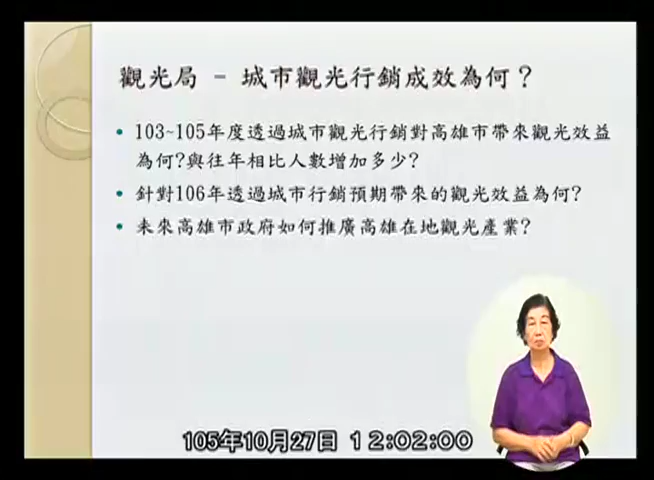 觀光局 - 城市觀光行銷成效為何？
• 103~105年度透過城市觀光行銷對高雄市帶來觀光效益
為何?與往年相比人數增加多少?
• 針對106年透過城市行銷預期帶來的觀光效益為何?
• 未來高雄市政府如何推廣高雄在地觀光產業?
105年10月27日 12:02:00